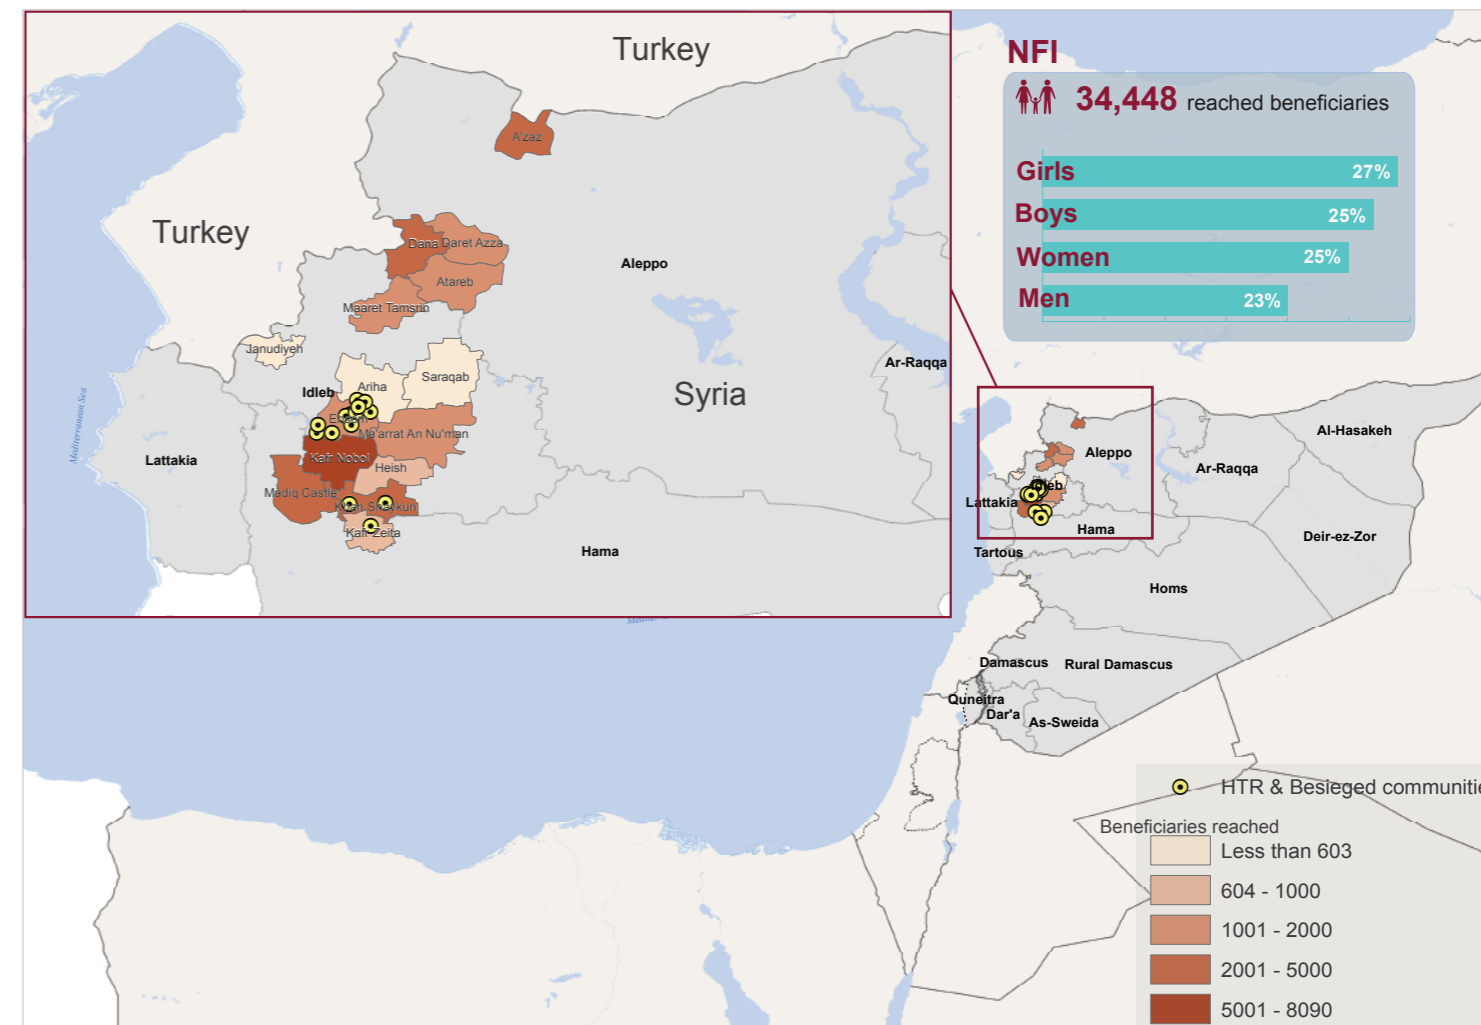 Turkey
Turkey
A'zaz
Dana
Daret Azza
Aleppo
Atareb
Maaret Tamsrin
Janudiyeh
Saraqab
Ariha
Idleb
Syria
Ar-Raqqa
Ma'arrat An Nu'man
Kafr Nobol
Heish
Lattakia
Madiq Castle
Khan Shaykun
Kafr Zeita
Hama
Mediterranean Sea
NFI
34,448 reached beneficiaries
Girls 27%
Boys 25%
Women 25%
Men 23%
Al-Hasakeh
Aleppo
Ar-Raqqa
Idleb
Lattakia
Hama
Deir-ez-Zor
Tartous
Homs
Damascus
Rural Damascus
Quneitra
Dar'a
As-Sweida
HTR & Besieged communitie
Beneficiaries reached
Less than 603
604 - 1000
1001 - 2000
2001 - 5000
5001 - 8090